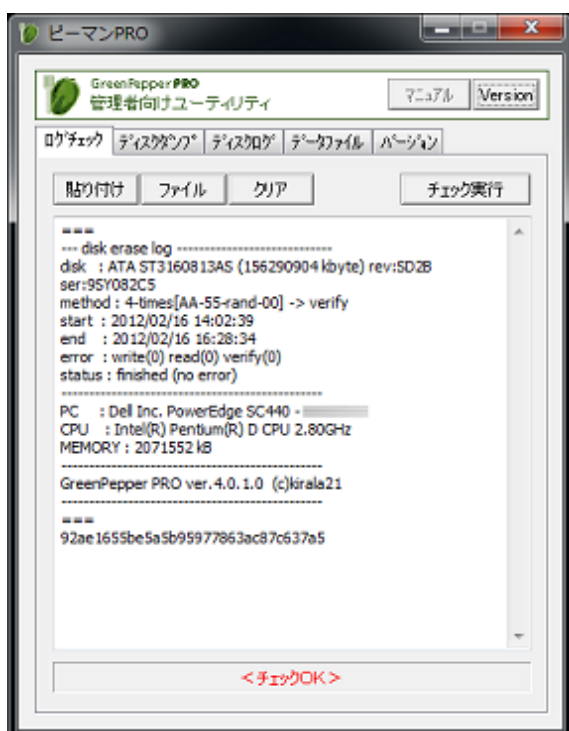 ピーマンPRO
GreenPepper PRO
管理者向けユーティリティ
マニュアル
Version
ログチェック
ディスクダンプ
ディスクログ
データファイル
バージョン
貼り付け
ファイル
クリア
チェック実行
===
--- disk erase log -----------------------------
disk : ATA ST3160813AS (156290904 kbyte) rev:SD2B
ser:9SY082C5
method : 4-times[AA-55-rand-00] -> verify
start : 2012/02/16 14:02:39
end : 2012/02/16 16:28:34
error : write(0) read(0) verify(0)
status : finished (no error)
------------------------------------------------
PC : Dell Inc. PowerEdge SC440 -
CPU : Intel(R) Pentium(R) D CPU 2.80GHz
MEMORY : 2071552 kB
------------------------------------------------
GreenPepper PRO ver.4.0.1.0 (c)kirala21
------------------------------------------------
===
92ae1655be5a5b95977863ac87c637a5
<チェックOK>